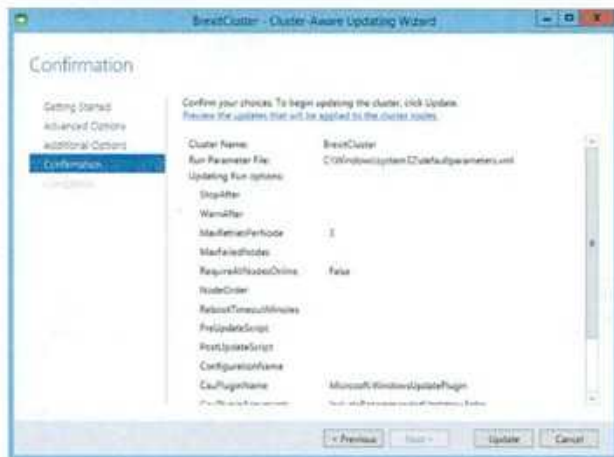 BrexitCluster - Cluster-Aware Updating Wizard
Confirmation
Getting Started
Advanced Options
Additional Options
Confirmation
Completion
Confirm your choices. To begin updating the cluster, click Update.
Preview the updates that will be applied to the cluster nodes.
Cluster Name: BrexitCluster
Run Parameter File: C:\Windows\system32\defaultparameters.xml
Updating Run options:
StopAfter
WarnAfter
MaxRetriesPerNode 3
MaxFailedNodes
RequireAllNodesOnline False
NodeOrder
RebootTimeoutMinutes
PreUpdateScript
PostUpdateScript
ConfigurationName
CauPluginName Microsoft.WindowsUpdatePlugin
< Previous
Next >
Update
Cancel